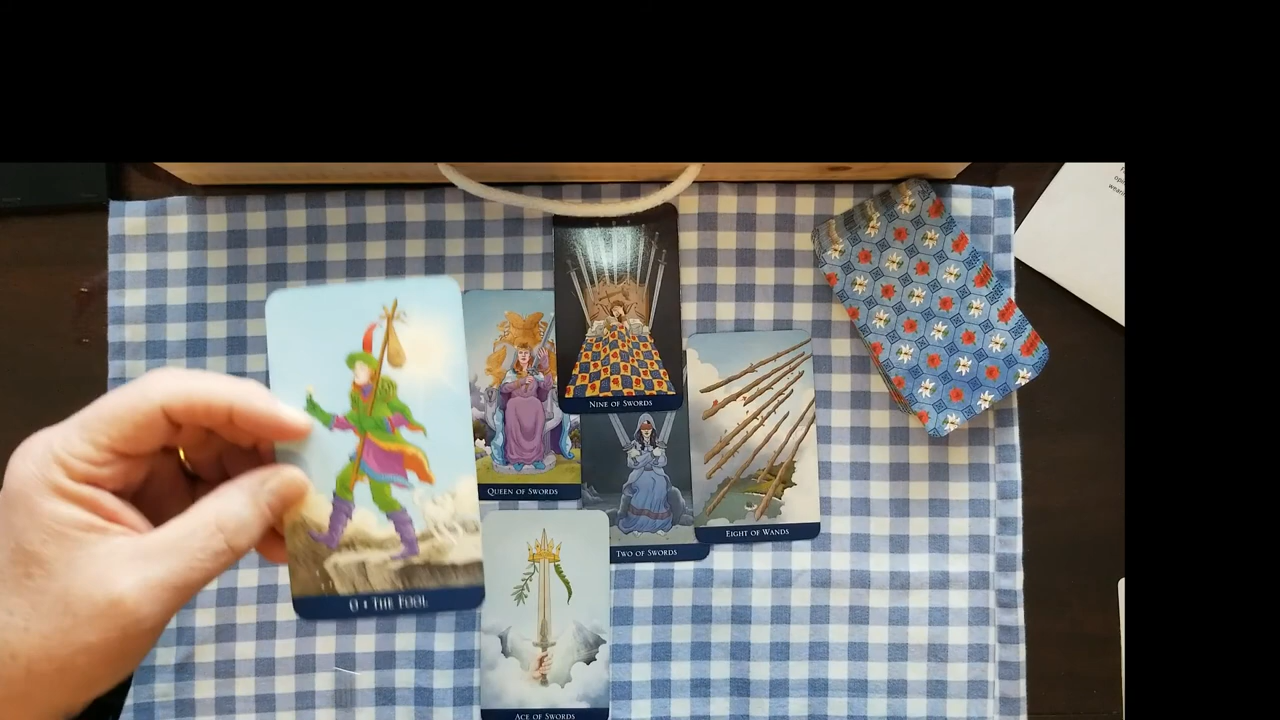 NINE OF SWORDS
QUEEN OF SWORDS
EIGHT OF WANDS
TWO OF SWORDS
0 • THE FOOL
ACE OF SWORDS